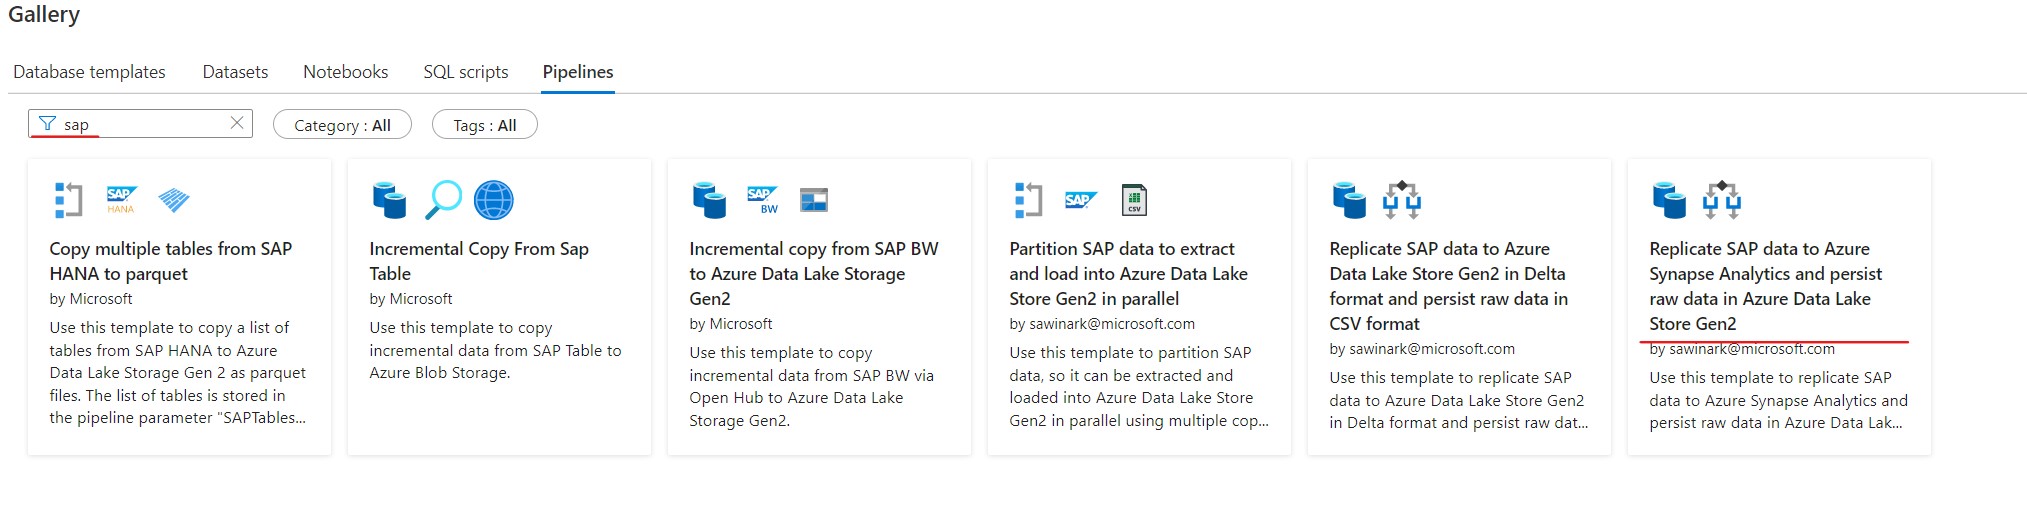 Gallery
Database templates
Datasets
Notebooks
SQL scripts
Pipelines
sap
Category : All
Tags : All
SAP
HANA
Copy multiple tables from SAP
HANA to parquet
by Microsoft
Use this template to copy a list of
tables from SAP HANA to Azure
Data Lake Storage Gen 2 as parquet
files. The list of tables is stored in
the pipeline parameter "SAPTables...
Incremental Copy From Sap
Table
by Microsoft
Use this template to copy
incremental data from SAP Table to
Azure Blob Storage.
SAP
BW
Incremental copy from SAP BW
to Azure Data Lake Storage
Gen2
by Microsoft
Use this template to copy
incremental data from SAP BW via
Open Hub to Azure Data Lake
Storage Gen2.
SAP
CSV
Partition SAP data to extract
and load into Azure Data Lake
Store Gen2 in parallel
by sawinark@microsoft.com
Use this template to partition SAP
data, so it can be extracted and
loaded into Azure Data Lake Store
Gen2 in parallel using multiple cop...
Replicate SAP data to Azure
Data Lake Store Gen2 in Delta
format and persist raw data in
CSV format
by sawinark@microsoft.com
Use this template to replicate SAP
data to Azure Data Lake Store Gen2
in Delta format and persist raw dat...
Replicate SAP data to Azure
Synapse Analytics and persist
raw data in Azure Data Lake
Store Gen2
by sawinark@microsoft.com
Use this template to replicate SAP
data to Azure Synapse Analytics and
persist raw data in Azure Data Lak...